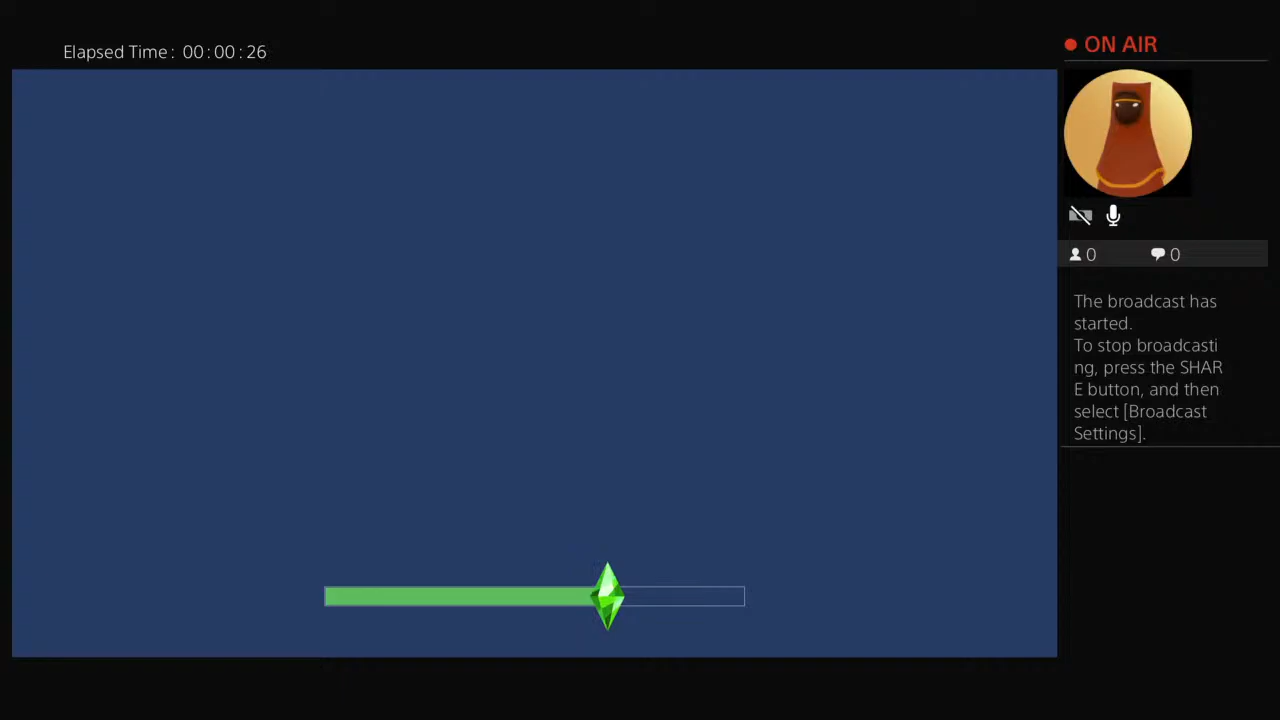 Elapsed Time: 00:00:26
ON AIR
0 0
The broadcast has
started.
To stop broadcasti
ng, press the SHAR
E button, and then
select [Broadcast
Settings].